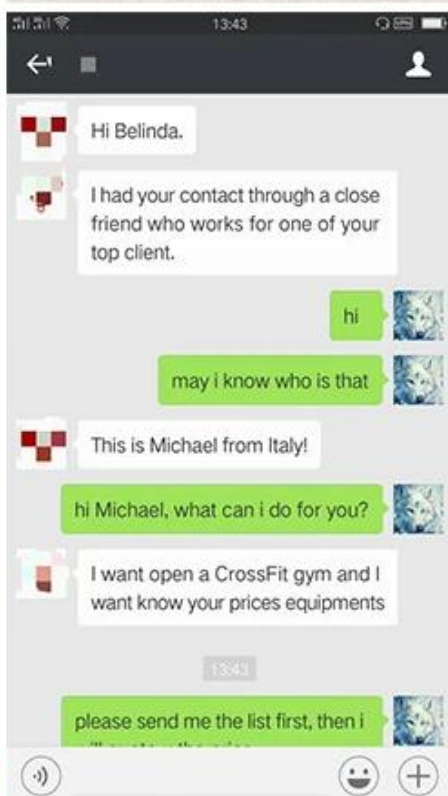 13:43
Hi Belinda.
I had your contact through a close
friend who works for one of your
top client.
hi
may i know who is that
This is Michael from Italy!
hi Michael, what can i do for you?
I want open a CrossFit gym and I
want know your prices equipments
13:43
please send me the list first, then i